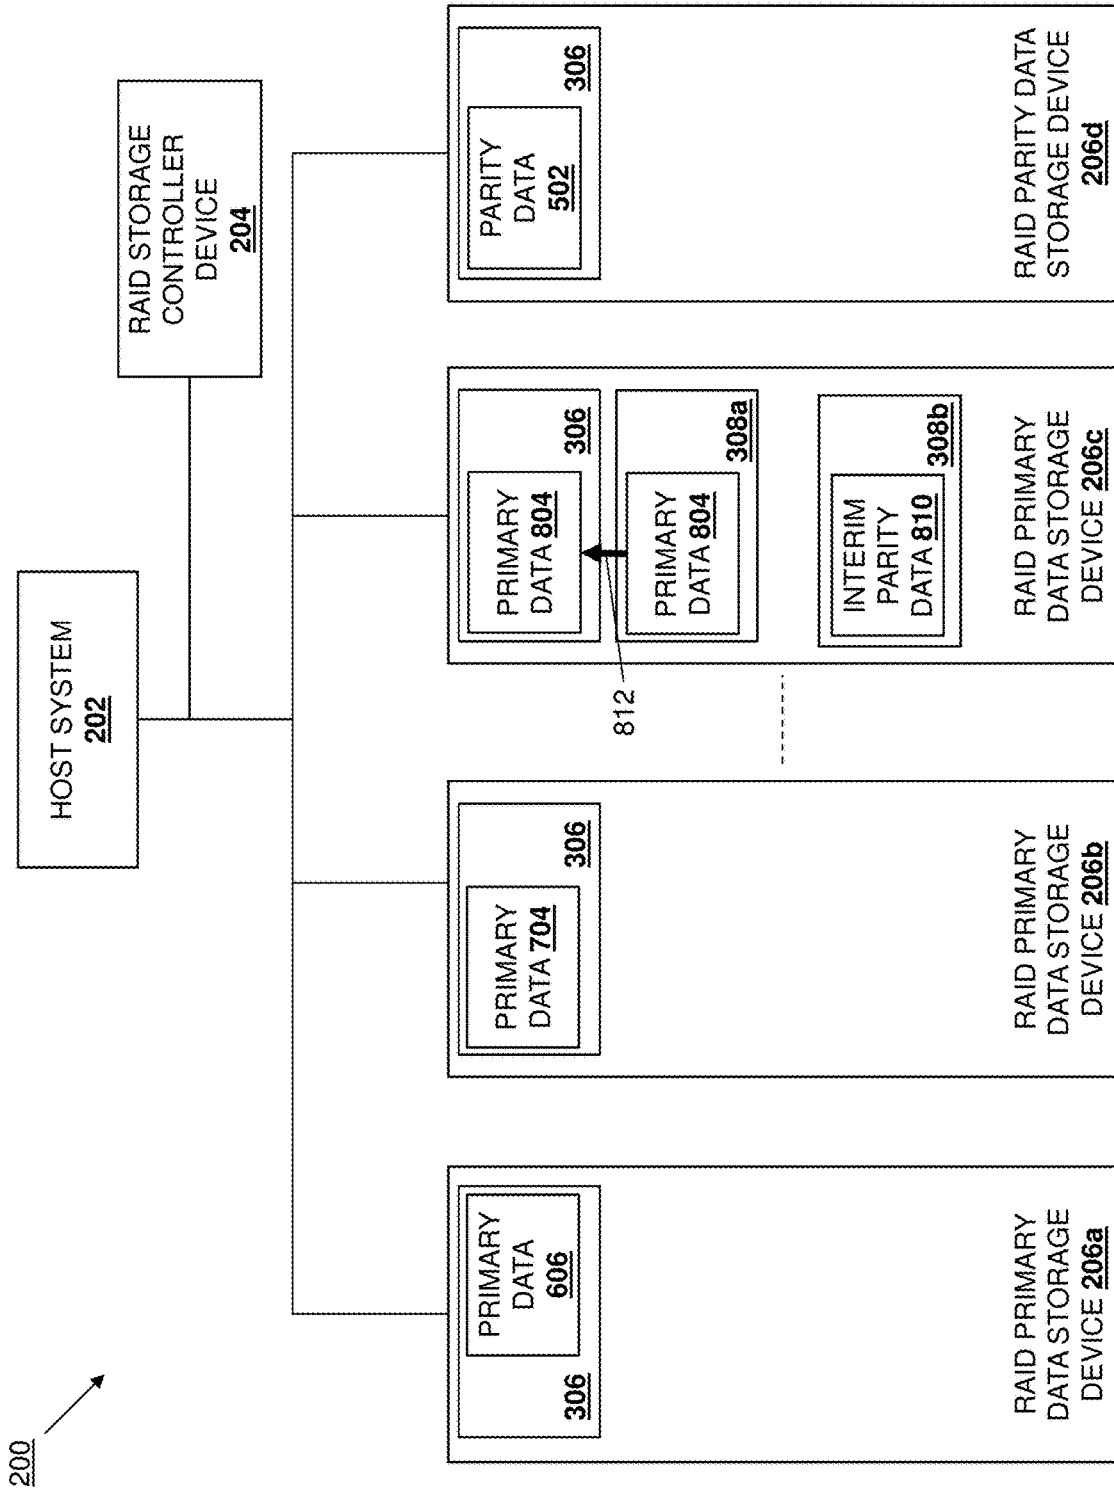 200
HOST SYSTEM
202
RAID STORAGE
CONTROLLER
DEVICE
204
306
PRIMARY
DATA
606
RAID PRIMARY
DATA STORAGE
DEVICE 206a
PRIMARY
DATA 704
306
RAID PRIMARY
DATA STORAGE
DEVICE 206b
812
PRIMARY
DATA 804
306
PRIMARY
DATA 804
308a
INTERIM
PARITY
DATA 810
308b
RAID PRIMARY
DATA STORAGE
DEVICE 206c
PARITY
DATA
502
306
RAID PARITY DATA
STORAGE DEVICE
206d